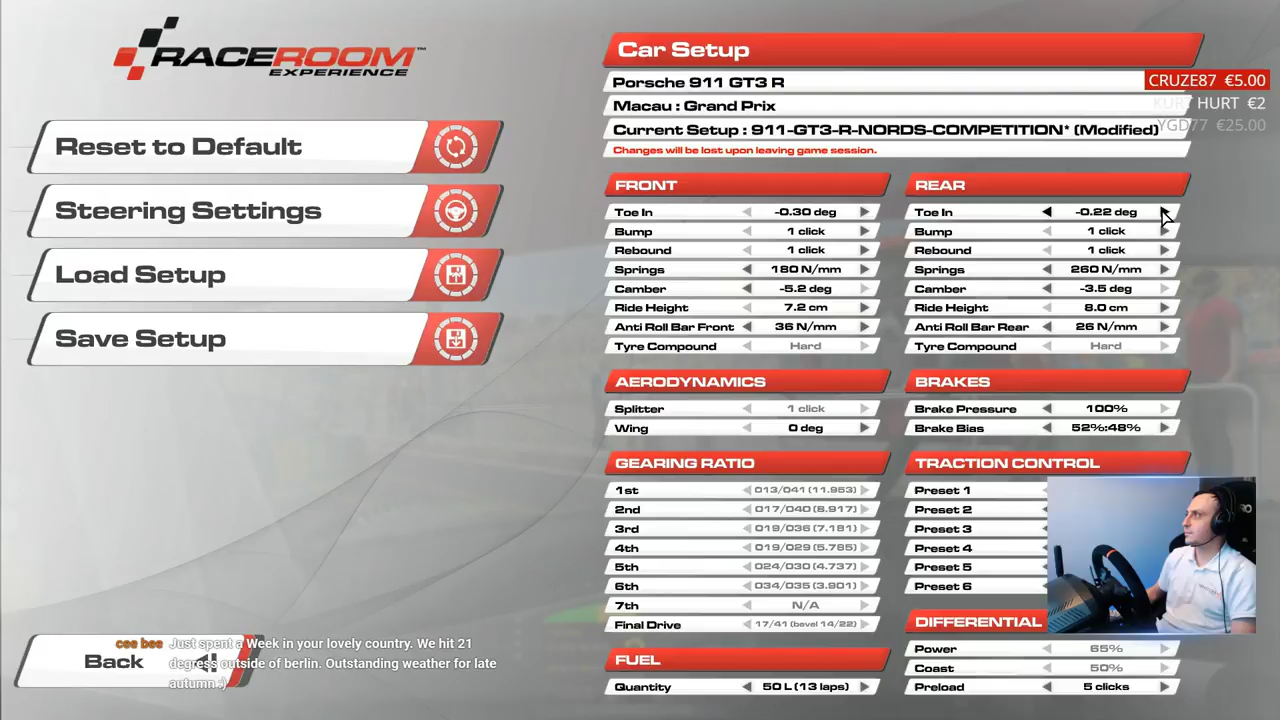 RACEROOM™
EXPERIENCE
Reset to Default
Steering Settings
Load Setup
Save Setup
Back
cee bee Just spent a Week in your lovely country. We hit 21
degress outside of berlin. Outstanding weather for late
autumn :)
Car Setup
Porsche 911 GT3 R
CRUZE87 €5.00
Macau : Grand Prix
HURT €2
Current Setup : 911-GT3-R-NORDS-COMPETITION* (Modified)
YGD77 €25.00
Changes will be lost upon leaving game session.
FRONT
Toe In -0.30 deg
Bump 1 click
Rebound 1 click
Springs 180 N/mm
Camber -5.2 deg
Ride Height 7.2 cm
Anti Roll Bar Front 36 N/mm
Tyre Compound Hard
REAR
Toe In -0.22 deg
Bump 1 click
Rebound 1 click
Springs 260 N/mm
Camber -3.5 deg
Ride Height 8.0 cm
Anti Roll Bar Rear 26 N/mm
Tyre Compound Hard
AERODYNAMICS
Splitter 1 click
Wing 0 deg
BRAKES
Brake Pressure 100%
Brake Bias 52%:48%
GEARING RATIO
1st 013/041 (11.953)
2nd 017/040 (8.917)
3rd 019/036 (7.181)
4th 019/029 (5.785)
5th 024/030 (4.737)
6th 034/035 (3.901)
7th N/A
Final Drive 17/41 (bevel 14/22)
TRACTION CONTROL
Preset 1
Preset 2
Preset 3
Preset 4
Preset 5
Preset 6
DIFFERENTIAL
Power 65%
Coast 50%
Preload 5 clicks
FUEL
Quantity 50 L (13 laps)